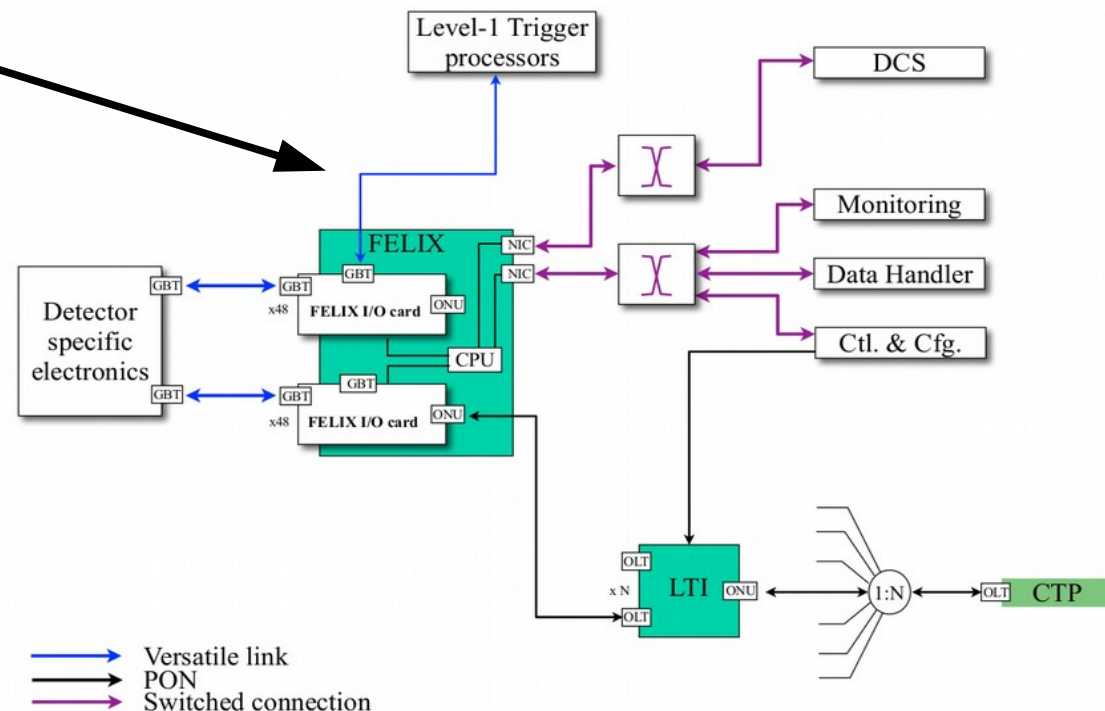 Level-1 Trigger
processors
DCS
Monitoring
Data Handler
Ctl. & Cfg.
FELIX
NIC
NIC
GBT
GBT
GBT
x48
FELIX I/O card
ONU
CPU
Detector
specific
electronics
GBT
GBT
GBT
x48
FELIX I/O card
ONU
OLT
x N
OLT
LTI
ONU
1:N
OLT
CTP
Versatile link
PON
Switched connection